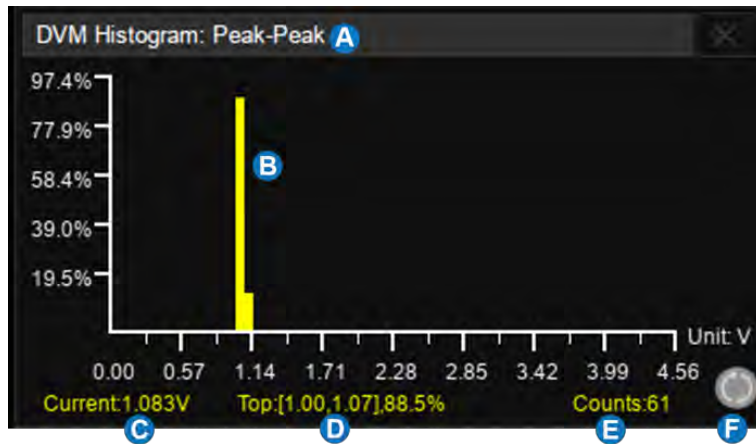 DVM Histogram: Peak-Peak A
97.4%
77.9%
B
58.4%
39.0%
19.5%
Unit: V
0.00 0.57 1.14 1.71 2.28 2.85 3.42 3.99 4.56
Current:1.083V Top:[1.00,1.07],88.5% Counts:61
C D E F